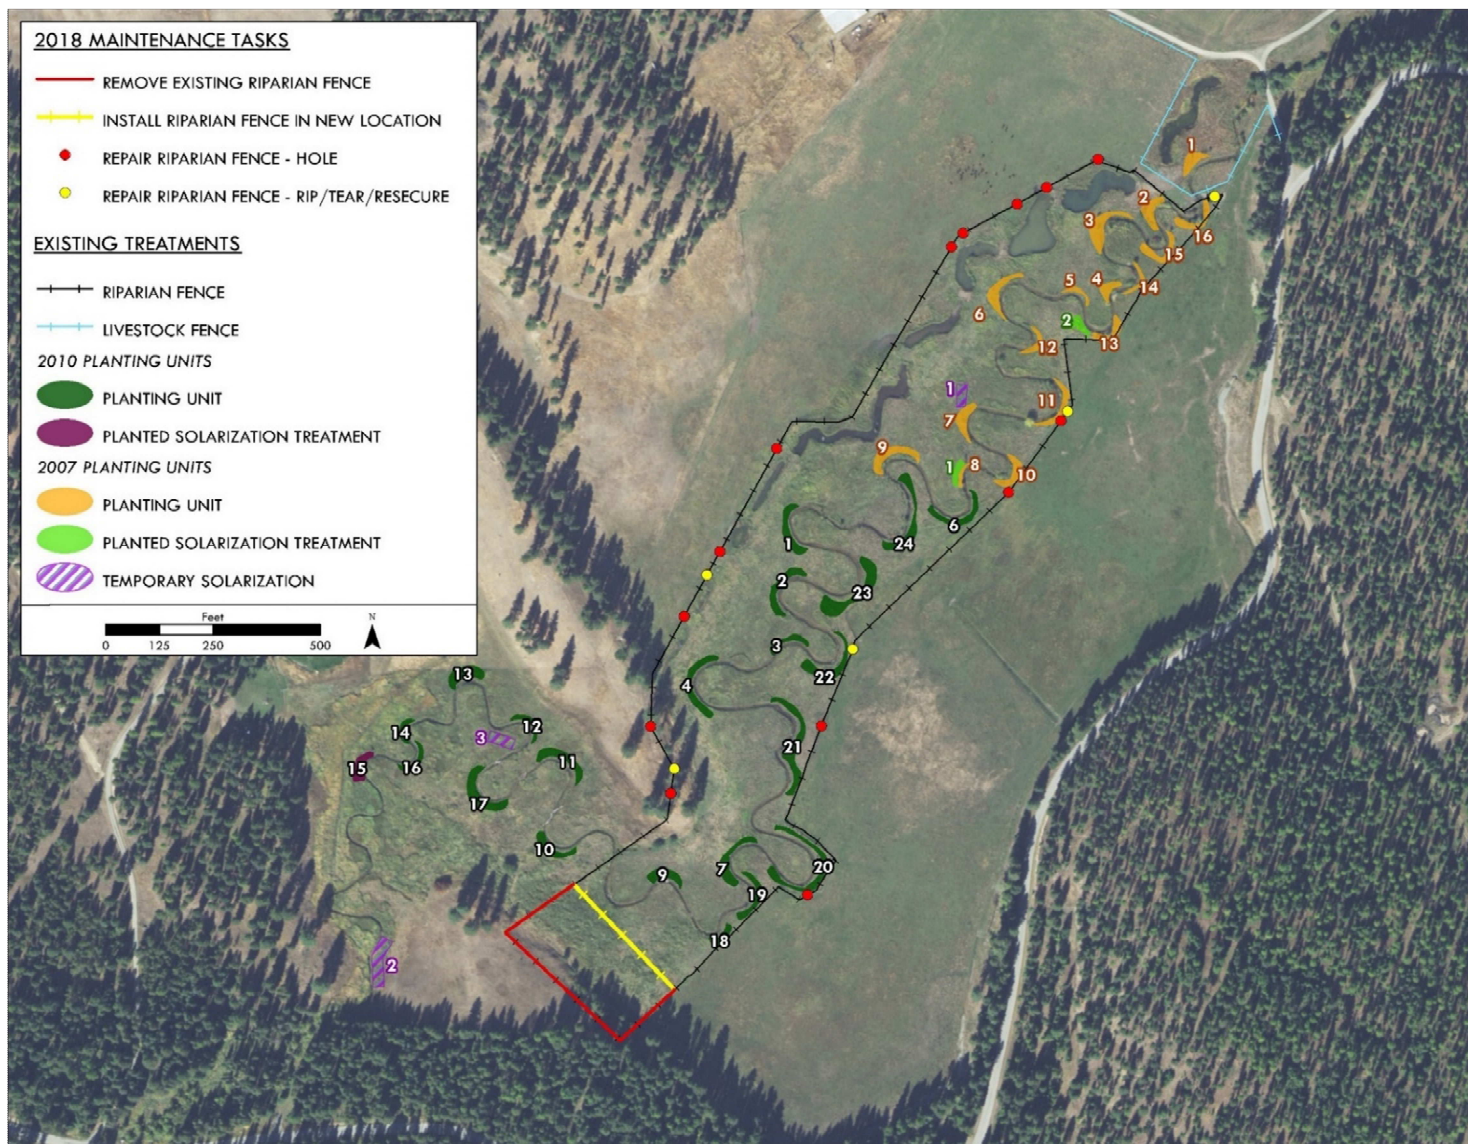 2018 MAINTENANCE TASKS
REMOVE EXISTING RIPARIAN FENCE
INSTALL RIPARIAN FENCE IN NEW LOCATION
REPAIR RIPARIAN FENCE - HOLE
REPAIR RIPARIAN FENCE - RIP/TEAR/RESECURE
EXISTING TREATMENTS
RIPARIAN FENCE
LIVESTOCK FENCE
2010 PLANTING UNITS
PLANTING UNIT
PLANTED SOLARIZATION TREATMENT
2007 PLANTING UNITS
PLANTING UNIT
PLANTED SOLARIZATION TREATMENT
TEMPORARY SOLARIZATION
Feet
N
0 125 250 500
1
2
3
16
15
5 4
14
6
2
13
12
1
11
7
9
1 8
10
6
1
24
2
23
3
22
4
13
14
12
3
21
15
16
11
17
10
7
20
9
19
18
2